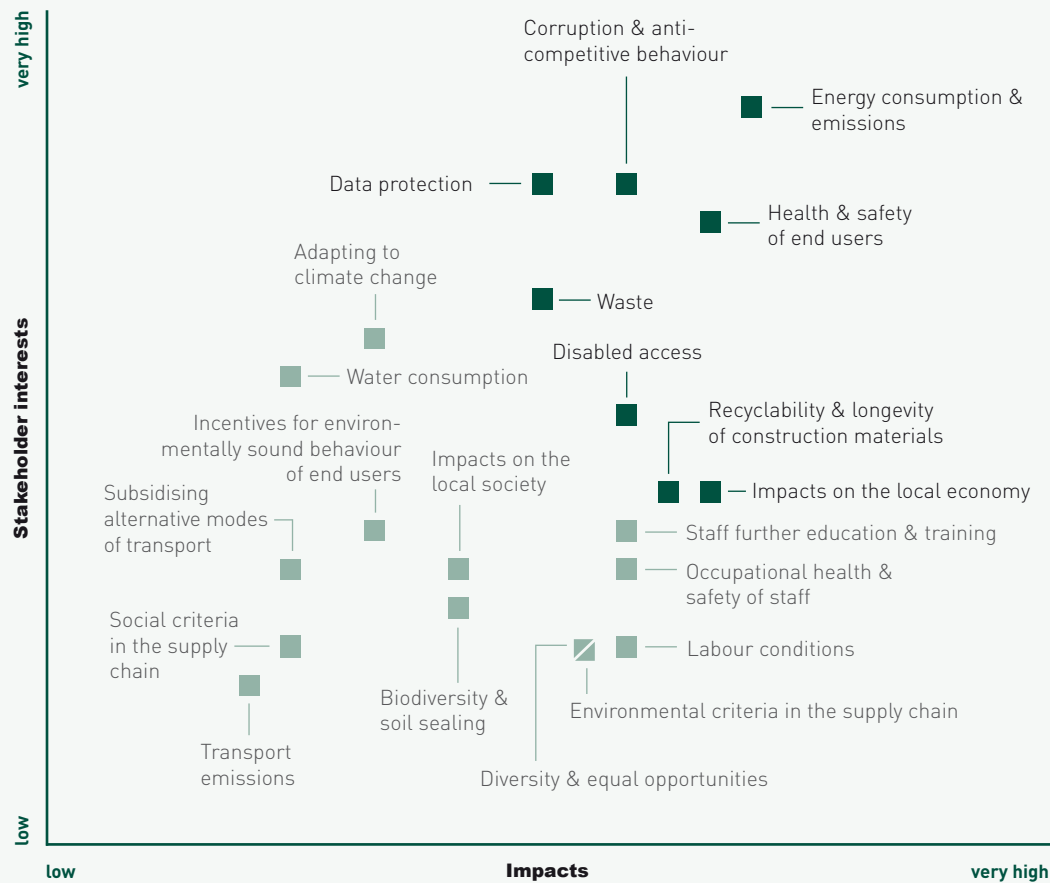 very high
Stakeholder interests
low
Corruption & anti-
competitive behaviour
Energy consumption &
emissions
Data protection
Health & safety
of end users
Adapting to
climate change
Waste
Disabled access
Water consumption
Recyclability & longevity
of construction materials
Incentives for environ-
mentally sound behaviour
of end users
Impacts on the
local society
Subsidising
alternative modes
of transport
Impacts on the local economy
Staff further education & training
Occupational health &
safety of staff
Social criteria
in the supply
chain
Labour conditions
Biodiversity &
soil sealing
Environmental criteria in the supply chain
Transport
emissions
Diversity & equal opportunities
low
Impacts
very high